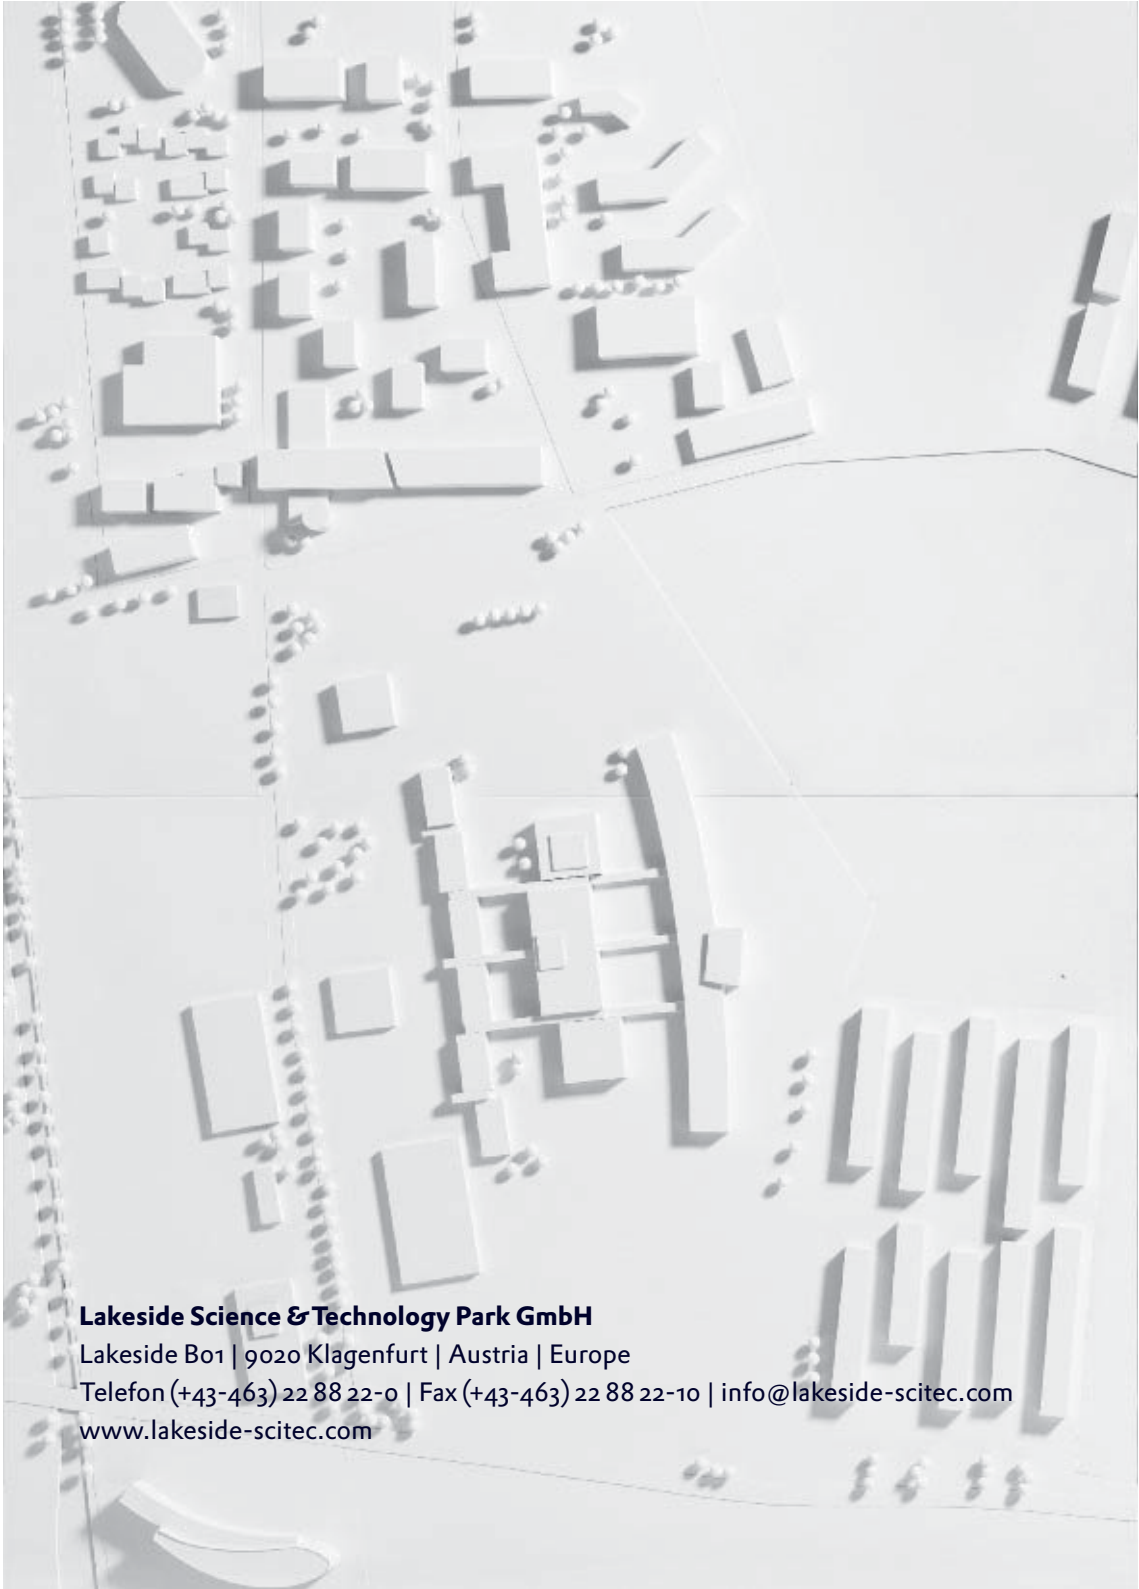 Lakeside Science & Technology Park GmbH
Lakeside B01 | 9020 Klagenfurt | Austria | Europe
Telefon (+43-463) 22 88 22-0 | Fax (+43-463) 22 88 22-10 | info@lakeside-scitec.com
www.lakeside-scitec.com